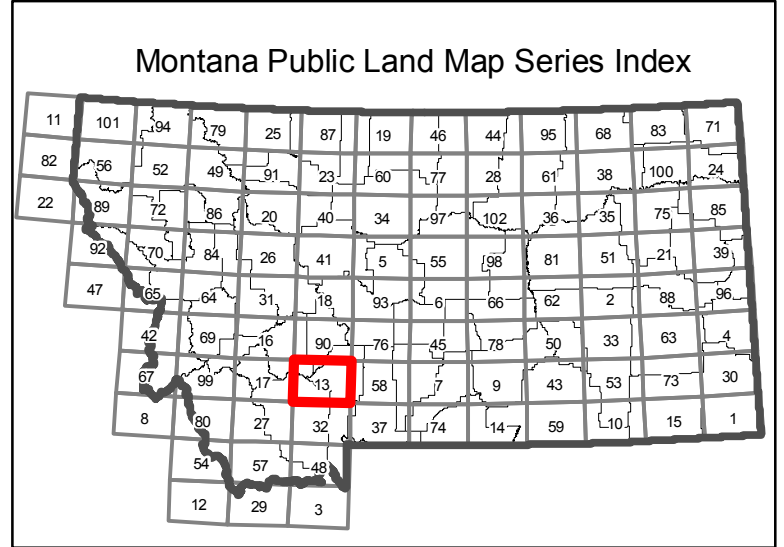 Montana Public Land Map Series Index
11 101 94 79 25 87 19 46 44 95 68 83 71
82 56 52 49 91 23 60 77 28 61 38 100 24
22 89 72 86 20 40 34 97 102 36 35 75 85
92 70 84 26 41 5 55 98 81 51 21 39
47 65 64 31 18 93 6 66 62 2 88 96
42 69 16 90 76 45 78 50 33 63 4
67 99 17 13 58 7 9 43 53 73 30
8 80 27 32 37 74 14 59 10 15 1
54 57 48
12 29 3